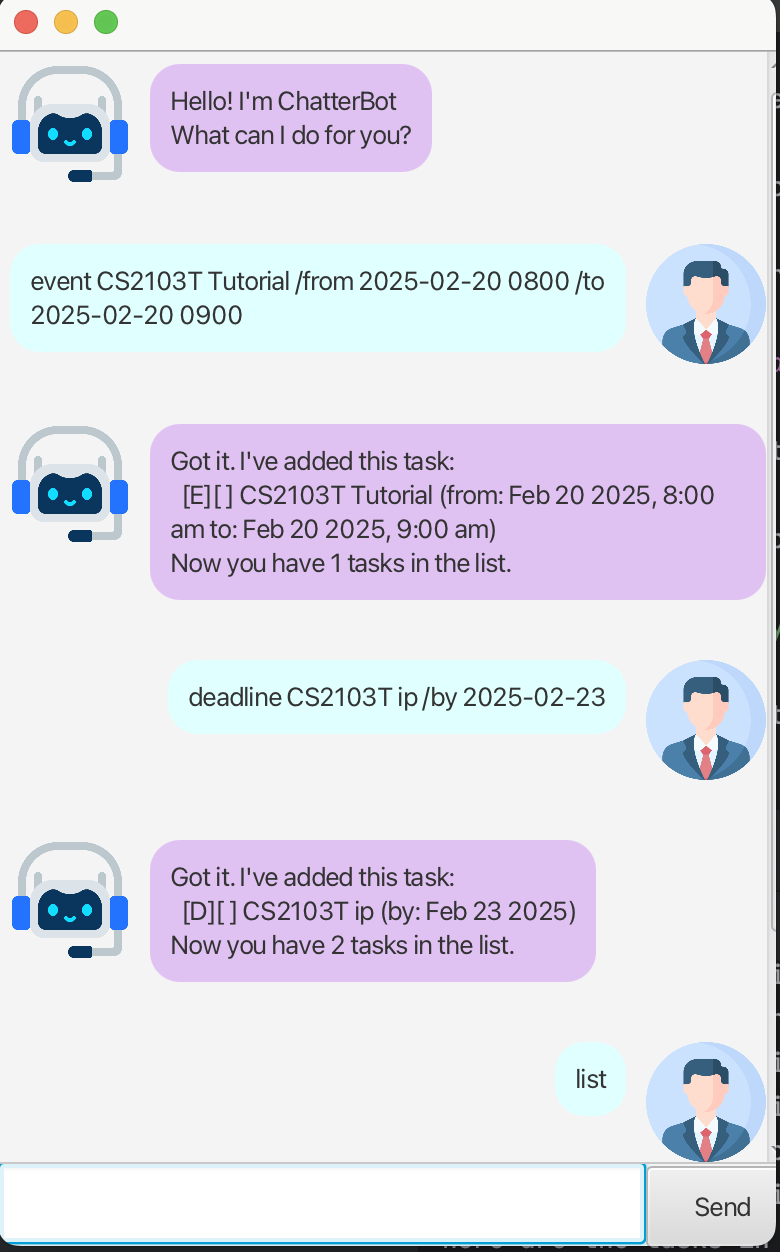 Hello! I'm ChatterBot
What can I do for you?
event CS2103T Tutorial /from 2025-02-20 0800 /to
2025-02-20 0900
Got it. I've added this task:
[E][ ] CS2103T Tutorial (from: Feb 20 2025, 8:00
am to: Feb 20 2025, 9:00 am)
Now you have 1 tasks in the list.
deadline CS2103T ip /by 2025-02-23
Got it. I've added this task:
[D][ ] CS2103T ip (by: Feb 23 2025)
Now you have 2 tasks in the list.
list
Send